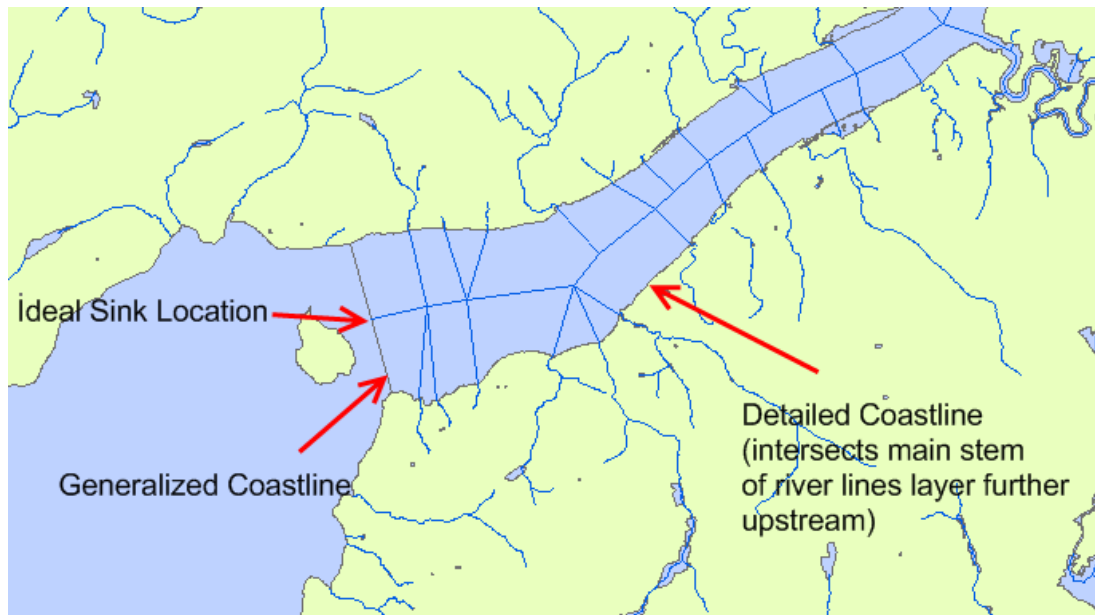 İdeal Sink Location
Generalized Coastline
Detailed Coastline
(intersects main stem
of river lines layer further
upstream)